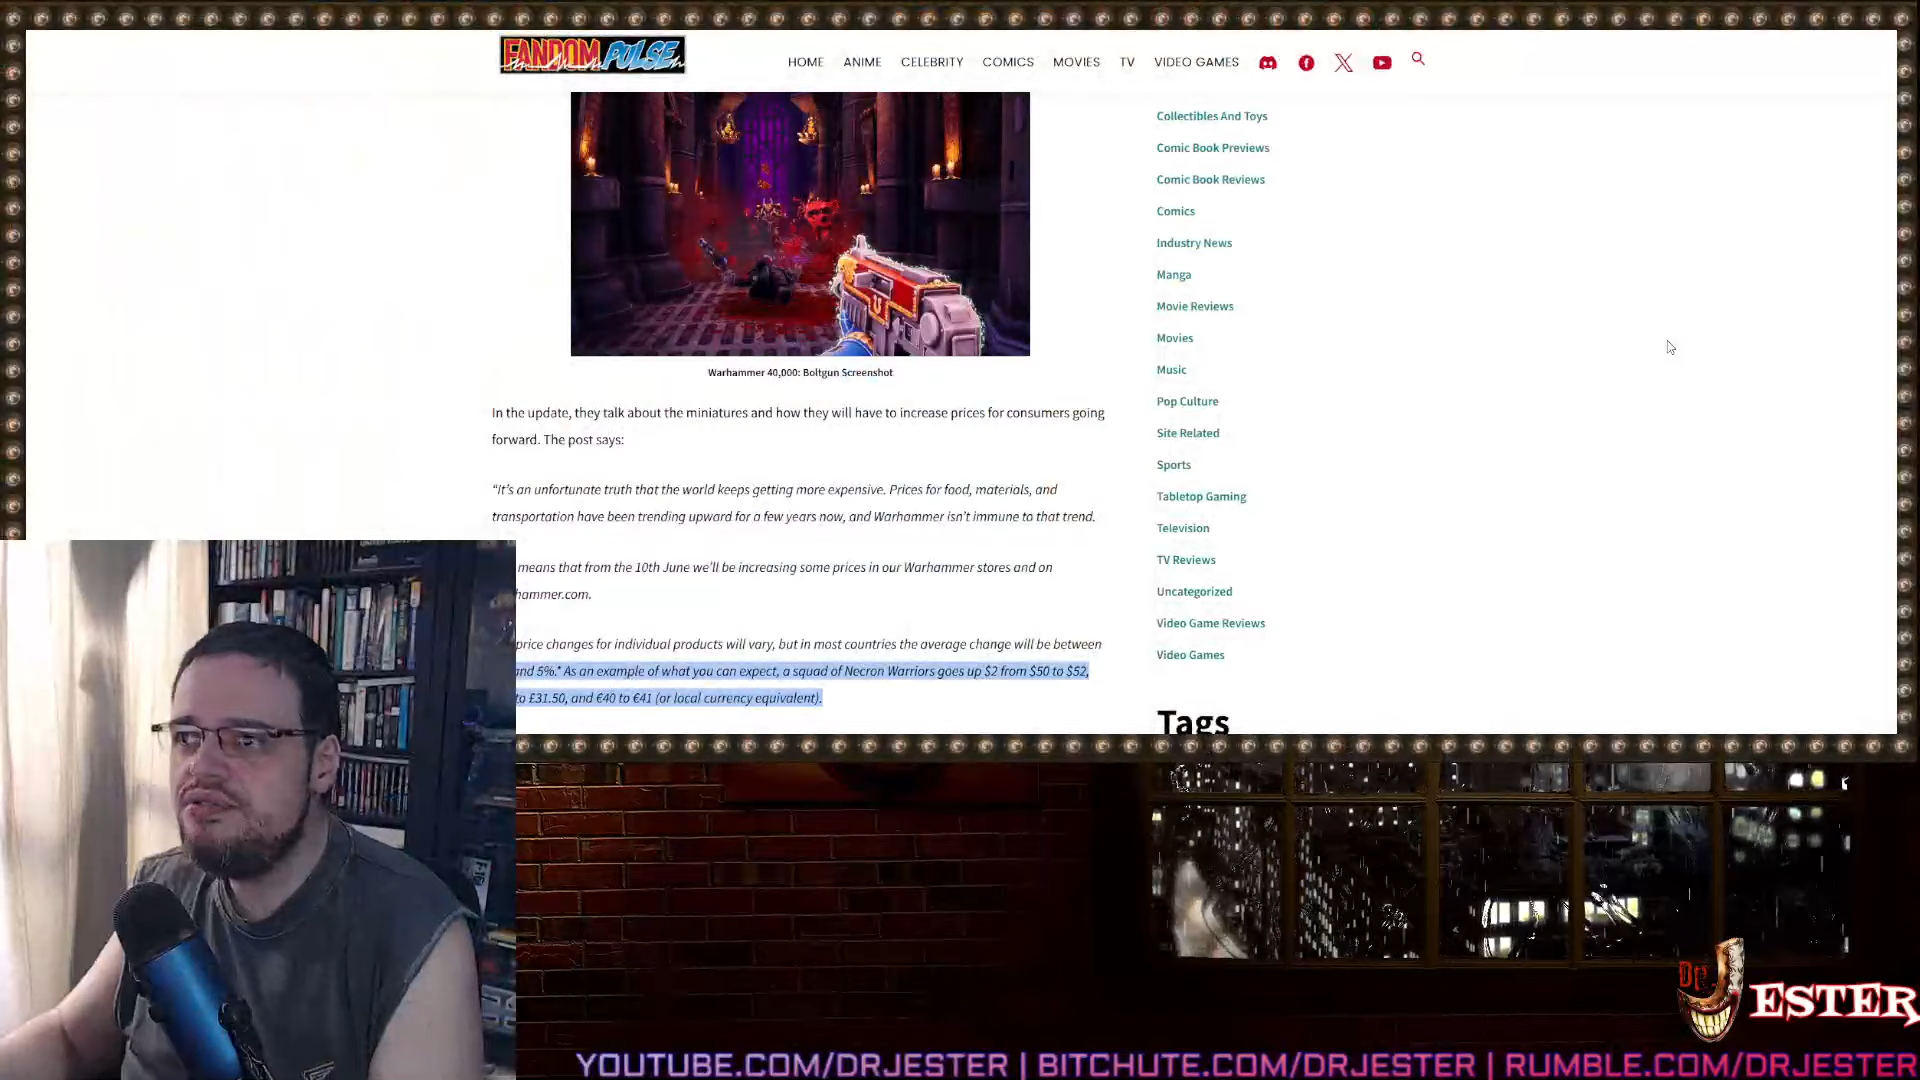 FANDOM PULSE
HOME ANIME CELEBRITY COMICS MOVIES TV VIDEO GAMES
Warhammer 40,000: Boltgun Screenshot
In the update, they talk about the miniatures and how they will have to increase prices for consumers going
forward. The post says:
“It’s an unfortunate truth that the world keeps getting more expensive. Prices for food, materials, and
transportation have been trending upward for a few years now, and Warhammer isn’t immune to that trend.
means that from the 10th June we’ll be increasing some prices in our Warhammer stores and on
hammer.com.
price changes for individual products will vary, but in most countries the average change will be between
and 5%.* As an example of what you can expect, a squad of Necron Warriors goes up $2 from $50 to $52,
to £31.50, and €40 to €41 (or local currency equivalent).
Collectibles And Toys
Comic Book Previews
Comic Book Reviews
Comics
Industry News
Manga
Movie Reviews
Movies
Music
Pop Culture
Site Related
Sports
Tabletop Gaming
Television
TV Reviews
Uncategorized
Video Game Reviews
Video Games
Tags
Dr. JESTER
YOUTUBE.COM/DRJESTER | BITCHUTE.COM/DRJESTER | RUMBLE.COM/DRJESTER